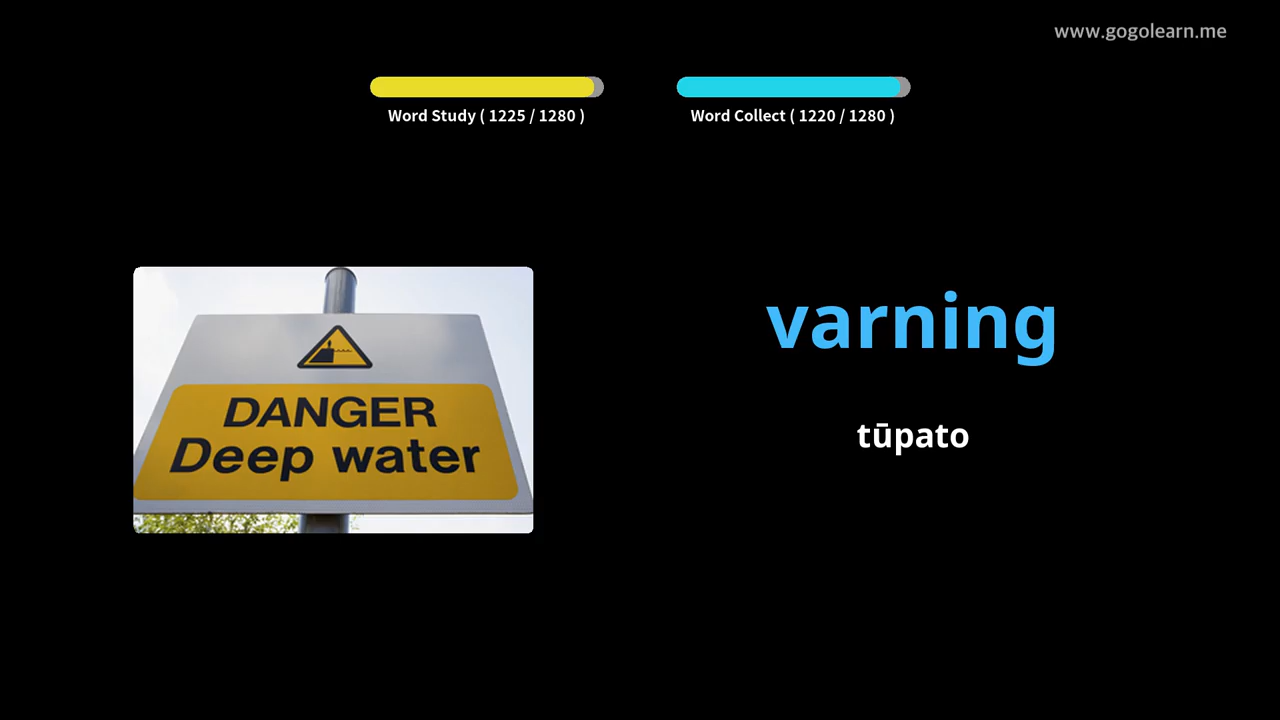 www.gogolearn.me
Word Study ( 1225 / 1280 )
Word Collect ( 1220 / 1280 )
DANGER
Deep water
varning
tūpato